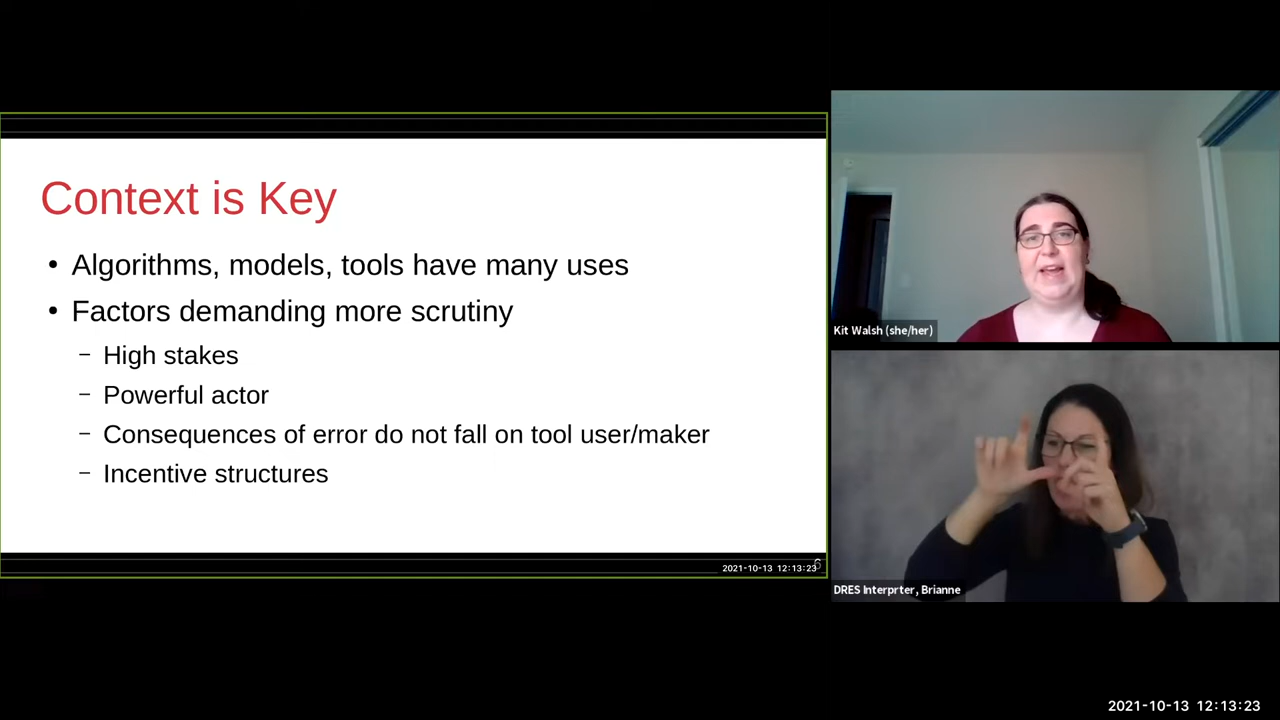 Context is Key
• Algorithms, models, tools have many uses
• Factors demanding more scrutiny
– High stakes
– Powerful actor
– Consequences of error do not fall on tool user/maker
– Incentive structures
6
2021-10-13 12:13:23
Kit Walsh (she/her)
DRES Interprter, Brianne
2021-10-13 12:13:23